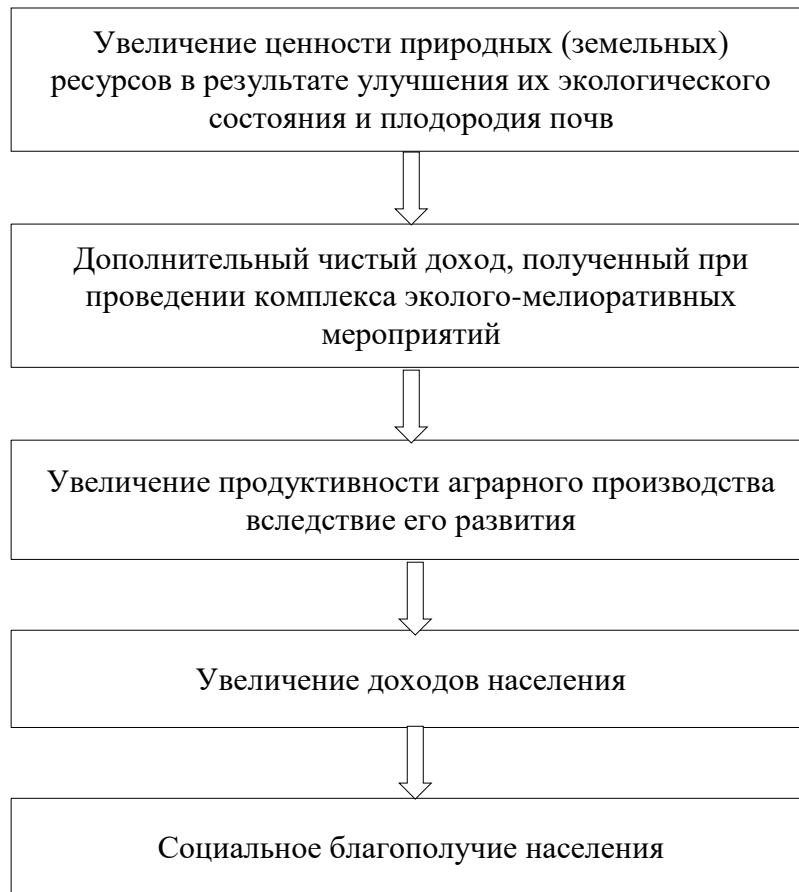 Увеличение ценности природных (земельных)
ресурсов в результате улучшения их экологического
состояния и плодородия почв
Дополнительный чистый доход, полученный при
проведении комплекса эколого-мелиоративных
мероприятий
Увеличение продуктивности аграрного производства
вследствие его развития
Увеличение доходов населения
Социальное благополучие населения